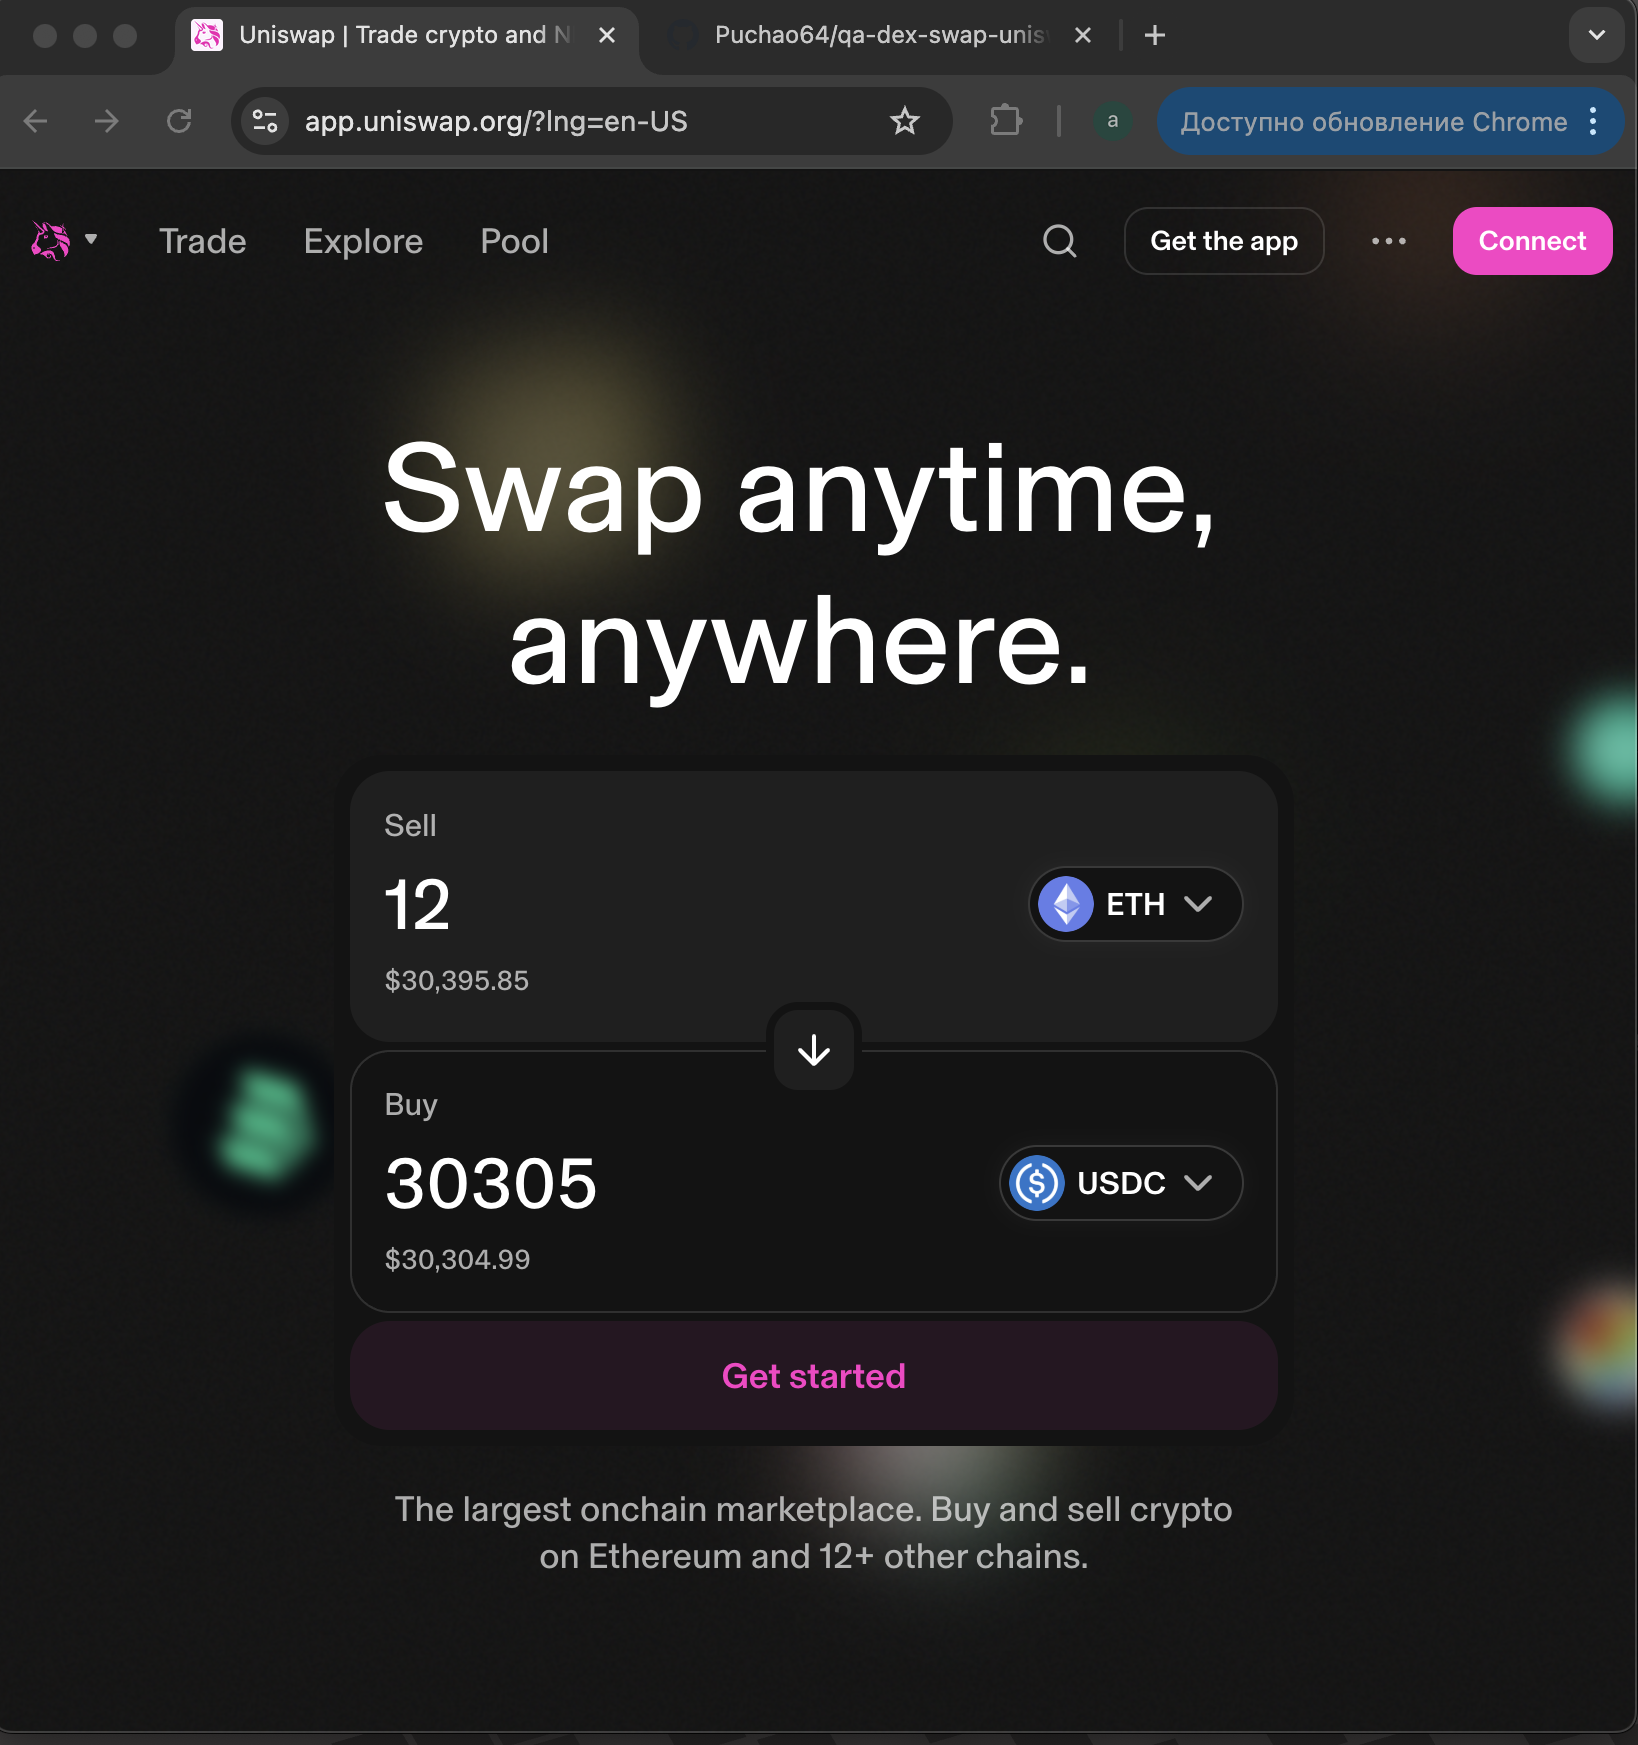 Uniswap | Trade crypto and N
Puchao64/qa-dex-swap-unis
app.uniswap.org/?lng=en-US
a
Доступно обновление Chrome
Trade
Explore
Pool
Get the app
Connect
Swap anytime,
anywhere.
Sell
12
ETH
$30,395.85
Buy
30305
USDC
$30,304.99
Get started
The largest onchain marketplace. Buy and sell crypto
on Ethereum and 12+ other chains.